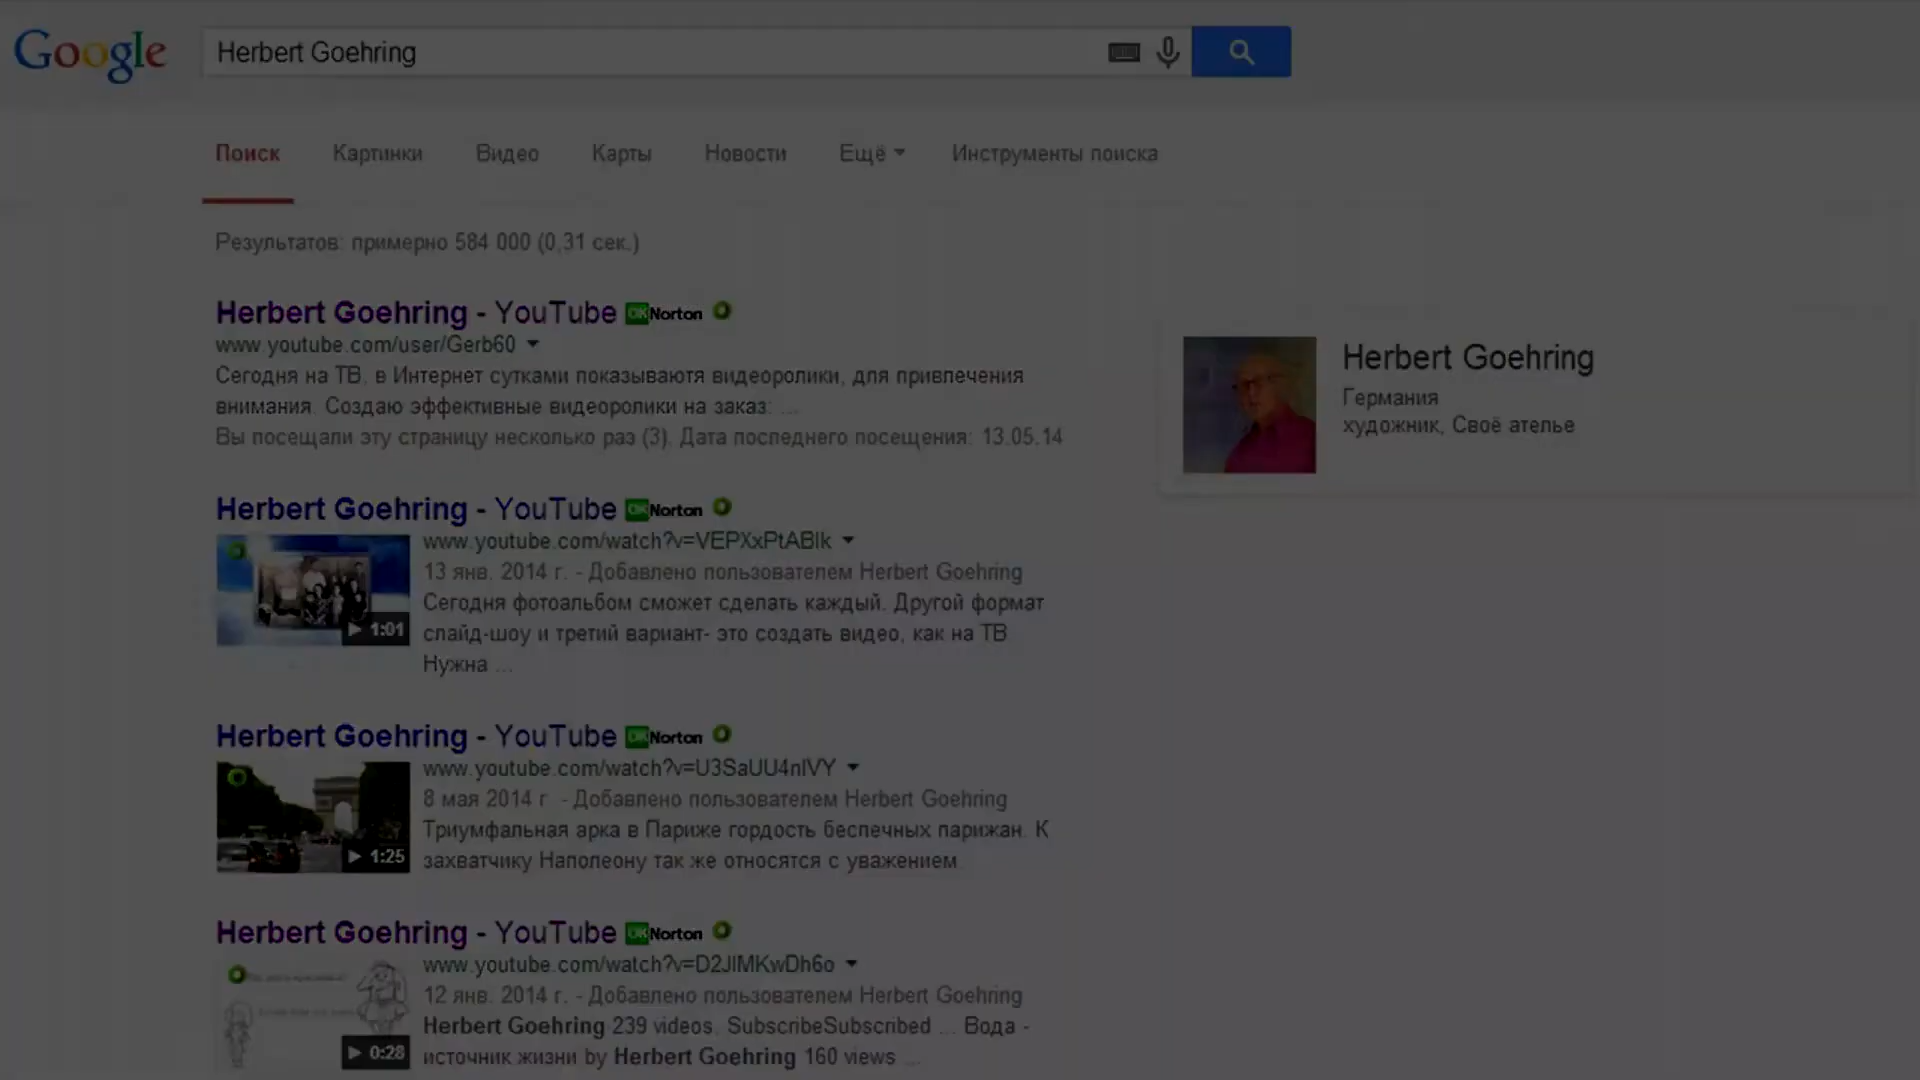 Google
Herbert Goehring
Поиск Картинки Видео Карты Новости Ещё Инструменты поиска
Результатов: примерно 584 000 (0,31 сек.)
Herbert Goehring - YouTube OK Norton
www.youtube.com/user/Gerb60
Сегодня на ТВ, в Интернет сутками показываютя видеоролики, для привлечения
внимания. Создаю эффективные видеоролики на заказ: ...
Вы посещали эту страницу несколько раз (3). Дата последнего посещения: 13.05.14
Herbert Goehring
Германия
художник, Своё ателье
Herbert Goehring - YouTube OK Norton
www.youtube.com/watch?v=VEPXxPtABlk
1:01
13 янв. 2014 г. - Добавлено пользователем Herbert Goehring
Сегодня фотоальбом сможет сделать каждый. Другой формат
слайд-шоу и третий вариант- это создать видео, как на ТВ
Нужна ...
Herbert Goehring - YouTube OK Norton
www.youtube.com/watch?v=U3SaUU4nlVY
1:25
8 мая 2014 г. - Добавлено пользователем Herbert Goehring
Триумфальная арка в Париже гордость беспечных парижан. К
захватчику Наполеону так же относятся с уважением.
Herbert Goehring - YouTube OK Norton
www.youtube.com/watch?v=D2JlMKwDh6o
0:28
12 янв. 2014 г. - Добавлено пользователем Herbert Goehring
Herbert Goehring 239 videos. SubscribeSubscribed ... Вода -
источник жизни by Herbert Goehring 160 views ...